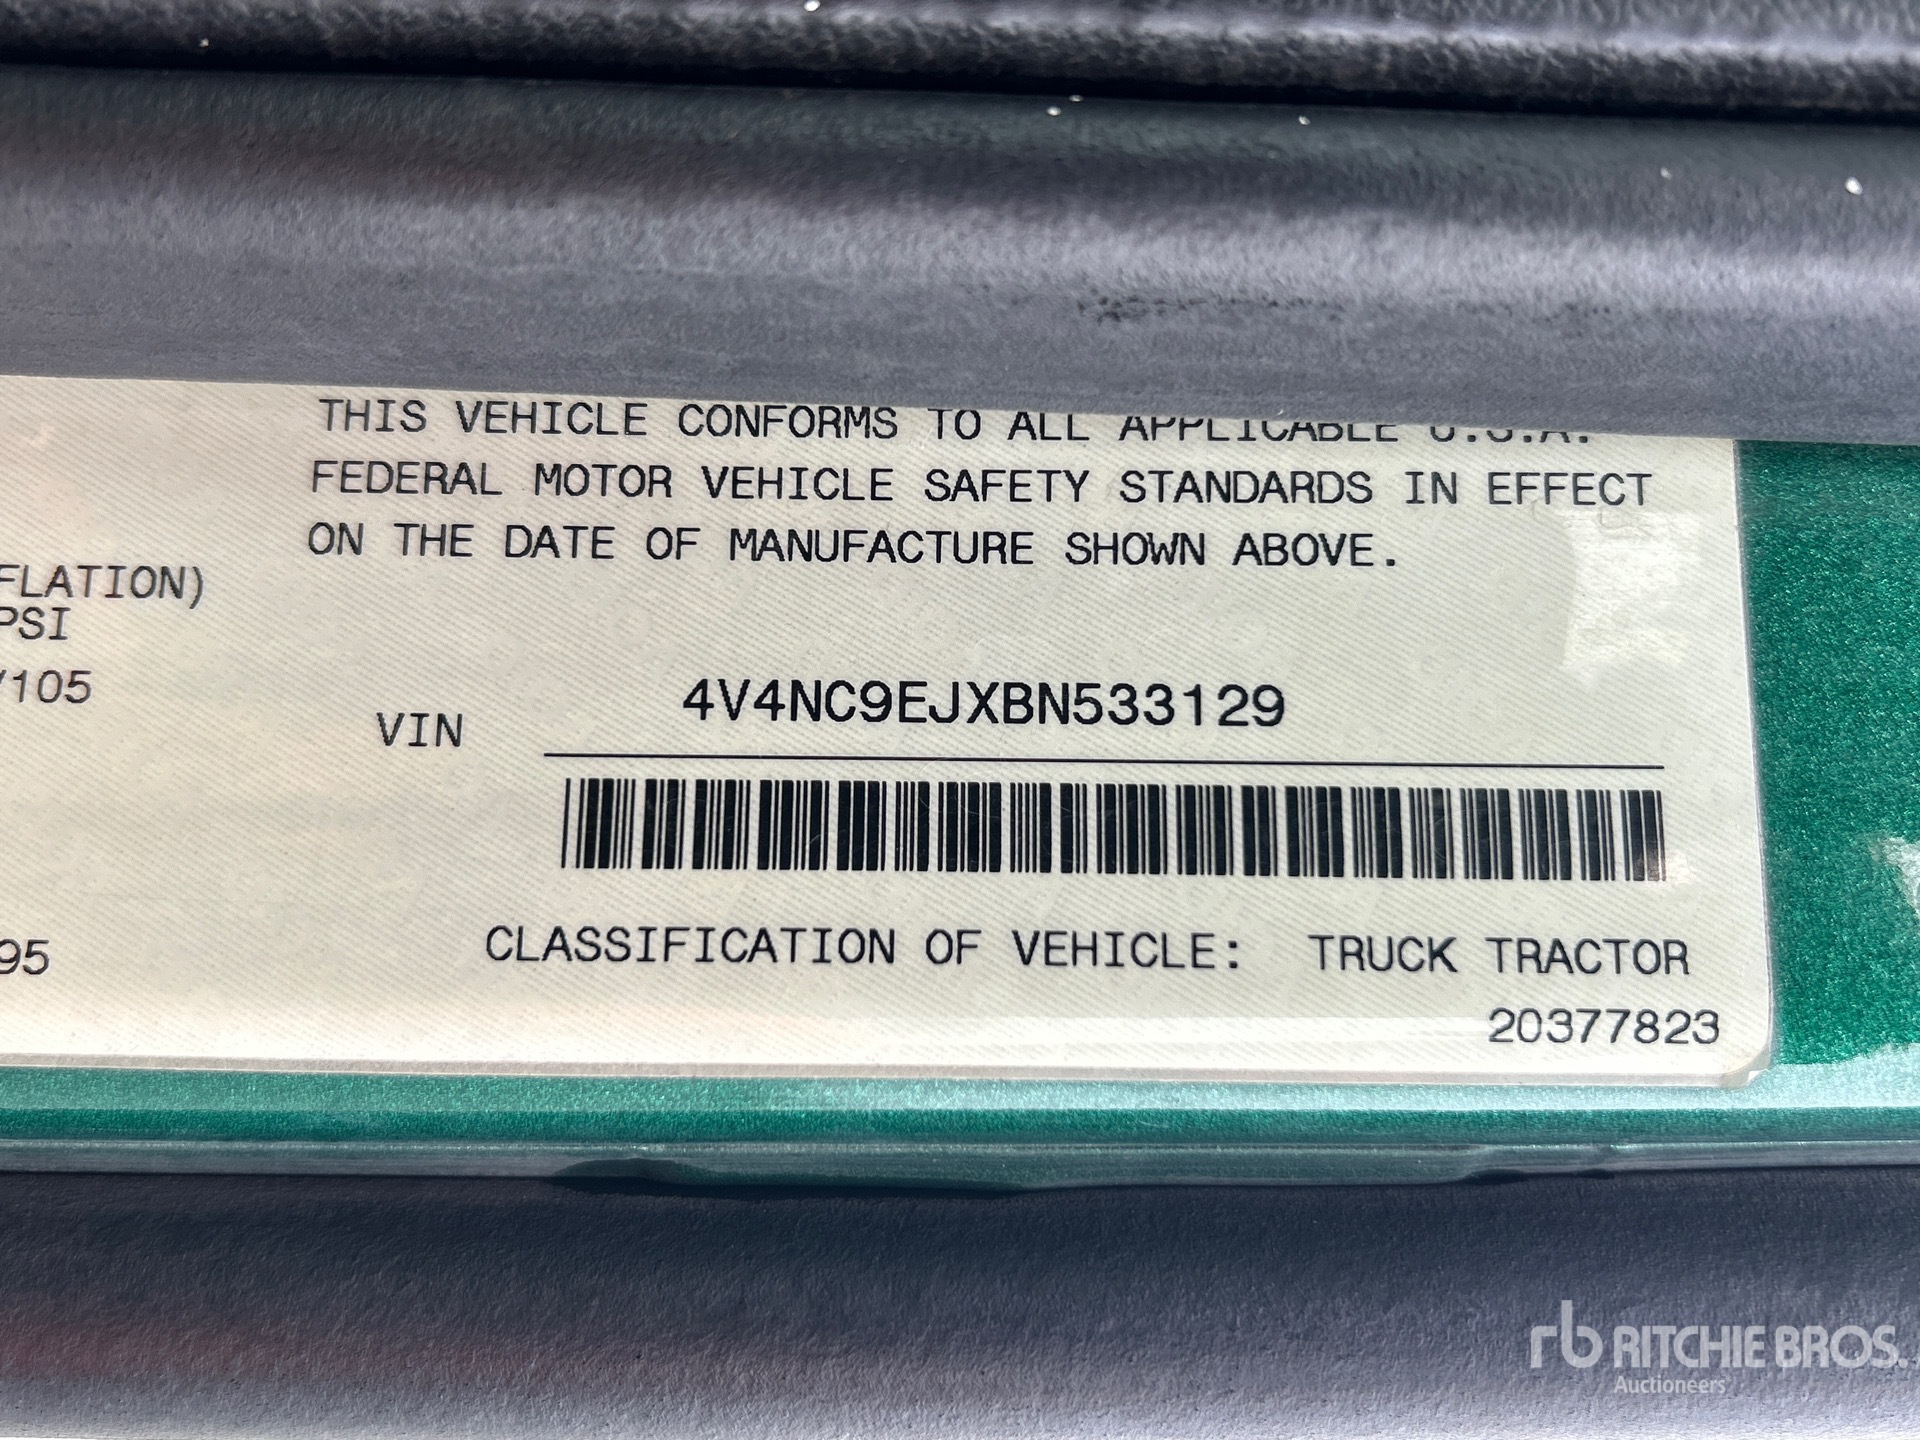 THIS VEHICLE CONFORMS TO ALL APPLICABLE U.S.A.
FEDERAL MOTOR VEHICLE SAFETY STANDARDS IN EFFECT
ON THE DATE OF MANUFACTURE SHOWN ABOVE.
FLATION)
PSI
/105
VIN 4V4NC9EJXBN533129
95
CLASSIFICATION OF VEHICLE: TRUCK TRACTOR
20377823
rb RITCHIE BROS.
Auctioneers